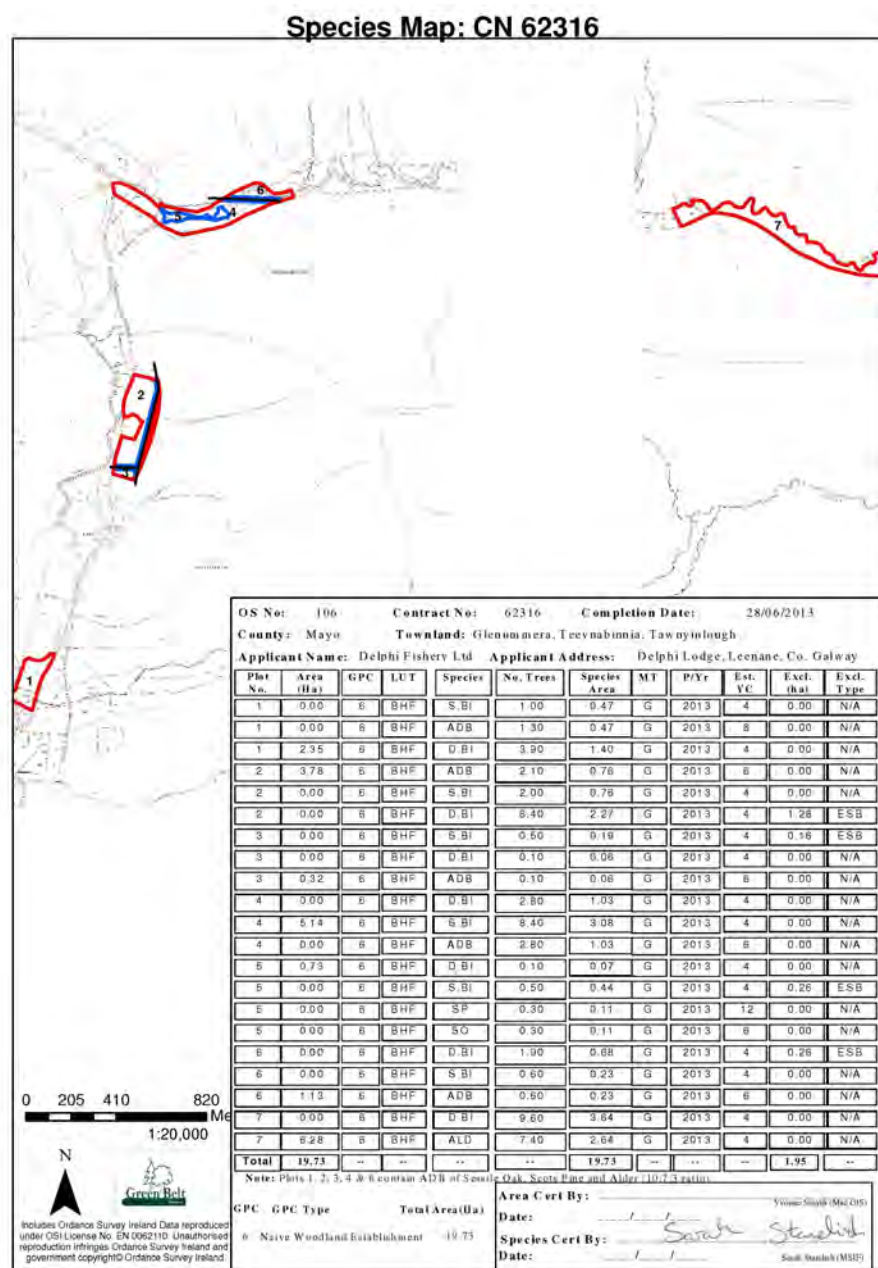 Species Map: CN 62316
6
5
4
7
2
3
1
OS No: 106 Contract No: 62316 Completion Date: 28/06/2013
County: Mayo Townland: Glenummera, Teevnabinnia, Tawnyinlough
Applicant Name: Delphi Fishery Ltd Applicant Address: Delphi Lodge, Leenane, Co. Galway
Plot No. Area (Ha) GPC LUT Species No. Trees Species Area MT P/Yr Est. YC Excl. (ha) Excl. Type
1 0.00 6 BHF S.BI 1.00 0.47 G 2013 4 0.00 N/A
1 0.00 6 BHF ADB 1.30 0.47 G 2013 8 0.00 N/A
1 2.35 6 BHF D.BI 3.90 1.40 G 2013 4 0.00 N/A
2 3.78 6 BHF ADB 2.10 0.76 G 2013 6 0.00 N/A
2 0.00 6 BHF S.BI 2.00 0.76 G 2013 4 0.00 N/A
2 0.00 6 BHF D.BI 6.40 2.27 G 2013 4 1.26 ESB
3 0.00 6 BHF S.BI 0.50 0.19 G 2013 4 0.16 ESB
3 0.00 6 BHF D.BI 0.10 0.06 G 2013 4 0.00 N/A
3 0.32 6 BHF ADB 0.10 0.06 G 2013 6 0.00 N/A
4 0.00 6 BHF D.BI 2.80 1.03 G 2013 4 0.00 N/A
4 5.14 6 BHF S.BI 8.40 3.08 G 2013 4 0.00 N/A
4 0.00 6 BHF ADB 2.80 1.03 G 2013 6 0.00 N/A
5 0.73 6 BHF D.BI 0.10 0.07 G 2013 4 0.00 N/A
5 0.00 6 BHF S.BI 0.50 0.44 G 2013 4 0.26 ESB
5 0.00 6 BHF SP 0.30 0.11 G 2013 12 0.00 N/A
5 0.00 6 BHF SO 0.30 0.11 G 2013 6 0.00 N/A
6 0.00 6 BHF D.BI 1.90 0.68 G 2013 4 0.26 ESB
6 0.00 6 BHF S.BI 0.60 0.23 G 2013 4 0.00 N/A
6 1.13 6 BHF ADB 0.60 0.23 G 2013 6 0.00 N/A
7 0.00 6 BHF D.BI 9.60 3.64 G 2013 4 0.00 N/A
7 6.28 6 BHF ALD 7.40 2.64 G 2013 4 0.00 N/A
Total 19.73 -- -- -- -- 19.73 -- -- -- 1.95 --
Note: Plots 1, 2, 3, 4 & 6 contain ADB of Sessile Oak, Scots Pine and Alder (10:7:3 ratio)
GPC GPC Type Total Area(Ha)
6 Naive Woodland Establishment 19.73
Area Cert By: Yvonne (Msc GIS)
Date: / /
Species Cert By: Sarah Standish
Date: / / Sarah Standish (MSIF)
0 205 410 820
Me
1:20,000
N
Green Belt
Includes Ordance Survey Ireland Data reproduced
under OSI License No. EN 0062110. Unauthorised
reproduction infringes Ordance Survey Ireland and
government copyright© Ordance Survey Ireland